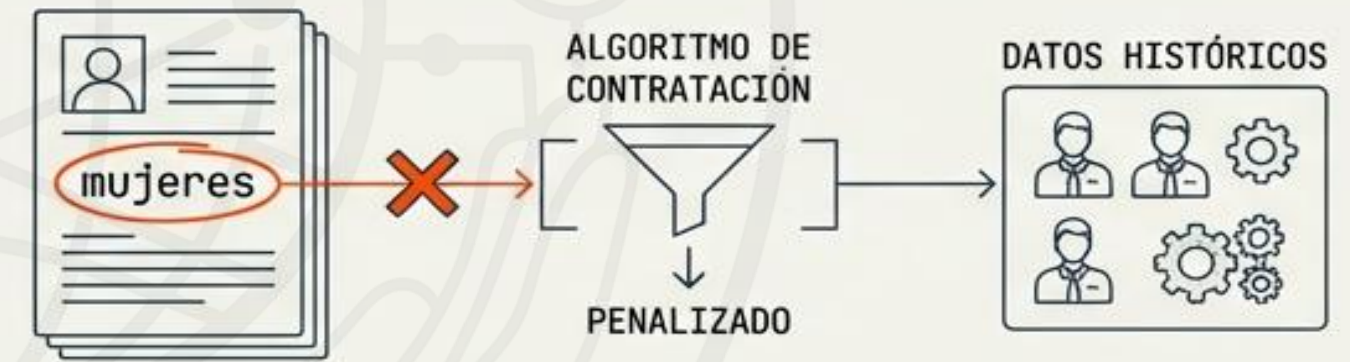 mujeres
ALGORITMO DE
CONTRATACIÓN
PENALIZADO
DATOS HISTÓRICOS